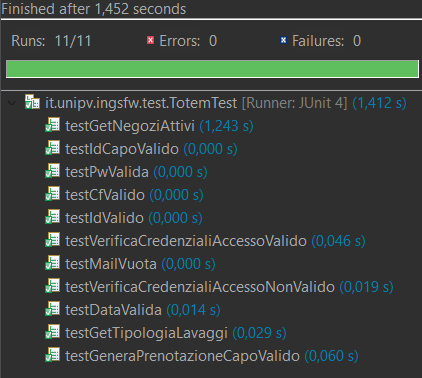 Finished after 1,452 seconds
Runs: 11/11 Errors: 0 Failures: 0
it.unipv.ingsfw.test.TotemTest [Runner: JUnit 4] (1,412 s)
testGetNegoziAttivi (1,243 s)
testIdCapoValido (0,000 s)
testPwValida (0,000 s)
testCfValido (0,000 s)
testIdValido (0,000 s)
testVerificaCredenzialiAccessoValido (0,046 s)
testMailVuota (0,000 s)
testVerificaCredenzialiAccessoNonValido (0,019 s)
testDataValida (0,014 s)
testGetTipologiaLavaggi (0,029 s)
testGeneraPrenotazioneCapoValido (0,060 s)